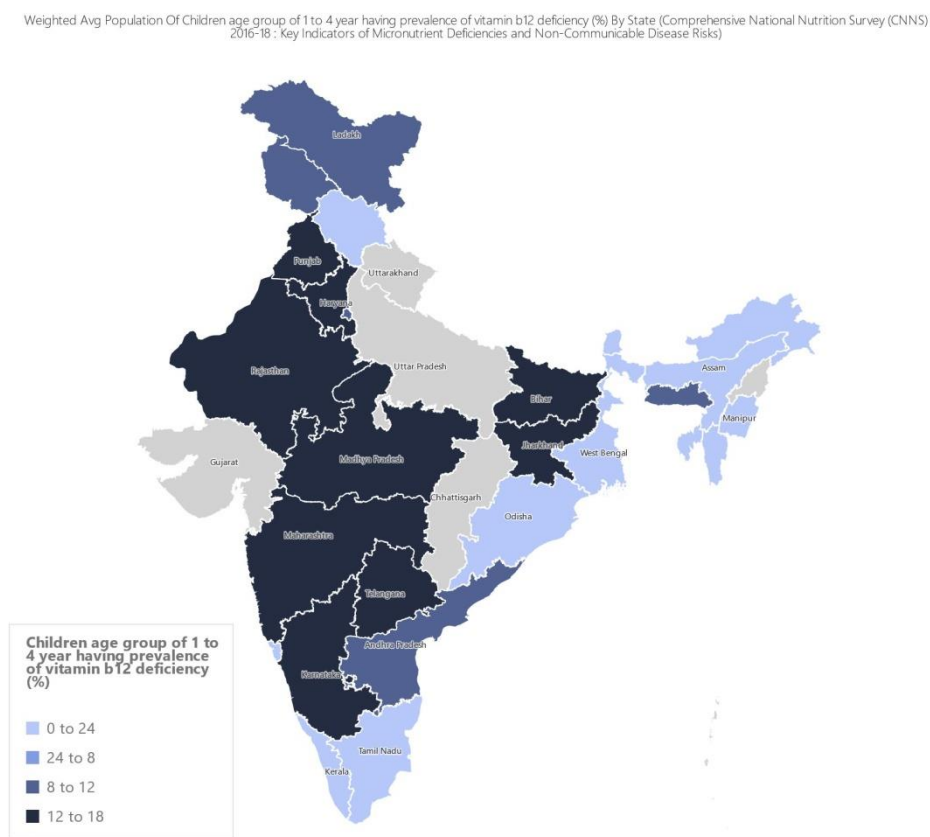 Weighted Avg Population Of Children age group of 1 to 4 year having prevalence of vitamin b12 deficiency (%) By State (Comprehensive National Nutrition Survey (CNNS)
2016-18 : Key Indicators of Micronutrient Deficiencies and Non-Communicable Disease Risks)
Ladakh
Punjab
Uttarakhand
Haryana
Uttar Pradesh
Rajasthan
Assam
Bihar
Manipur
Jharkhand
West Bengal
Madhya Pradesh
Gujarat
Chhattisgarh
Odisha
Maharashtra
Telangana
Andhra Pradesh
Karnataka
Tamil Nadu
Kerala
Children age group of 1 to
4 year having prevalence
of vitamin b12 deficiency
(%)
0 to 24
24 to 8
8 to 12
12 to 18